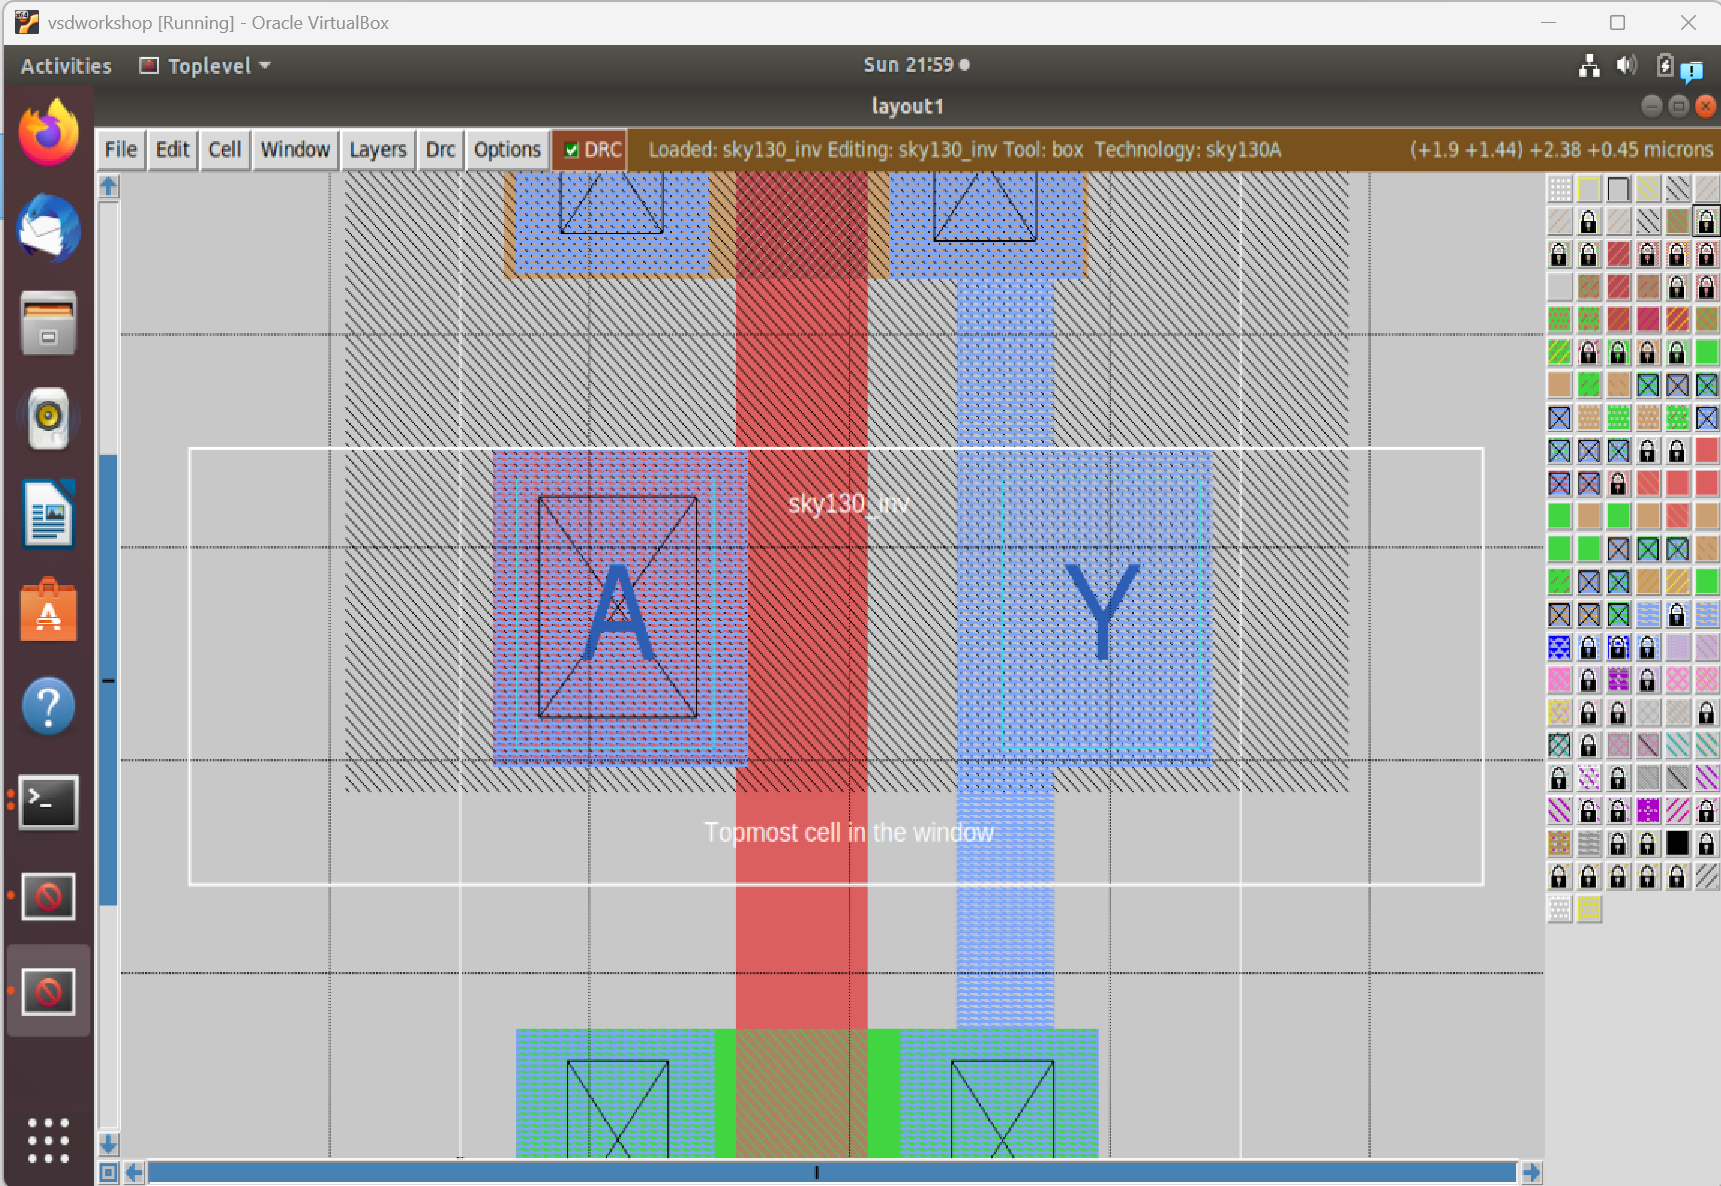 vsdworkshop [Running] - Oracle VirtualBox
Activities Toplevel Sun 21:59
layout1
File Edit Cell Window Layers Drc Options DRC Loaded: sky130_inv Editing: sky130_inv Tool: box Technology: sky130A (+1.9 +1.44) +2.38 +0.45 microns
sky130_inv
A Y
Topmost cell in the window